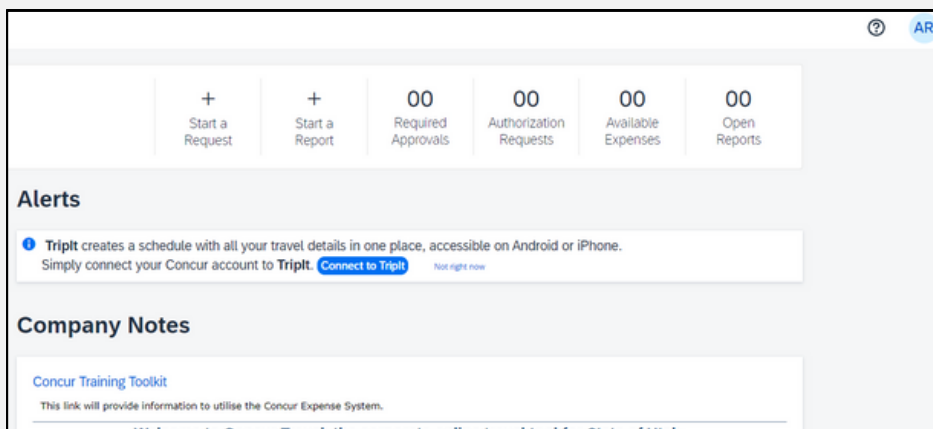 AR
+ + 00 00 00 00
Start a Start a Required Authorization Available Open
Request Report Approvals Requests Expenses Reports
Alerts
TripIt creates a schedule with all your travel details in one place, accessible on Android or iPhone.
Simply connect your Concur account to TripIt. Connect to TripIt Not right now
Company Notes
Concur Training Toolkit
This link will provide information to utilise the Concur Expense System.